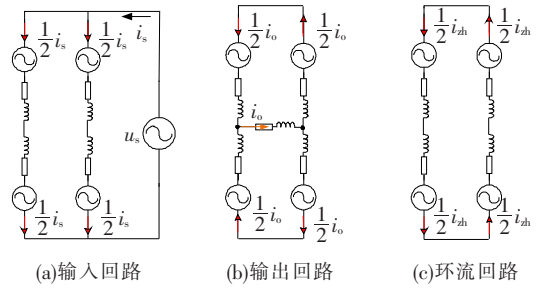 1/2 i_s 1/2 i_s i_s 1/2 i_o 1/2 i_o 1/2 i_zh 1/2 i_zh
u_s i_o
1/2 i_s 1/2 i_s 1/2 i_o 1/2 i_o 1/2 i_zh 1/2 i_zh
(a)输入回路 (b)输出回路 (c)环流回路